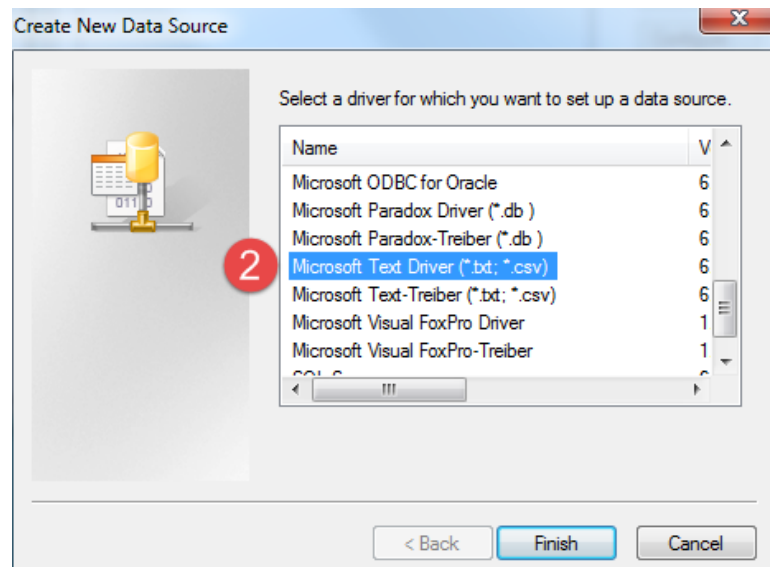 Create New Data Source
Select a driver for which you want to set up a data source.
Name V
Microsoft ODBC for Oracle 6
Microsoft Paradox Driver (*.db ) 6
Microsoft Paradox-Treiber (*.db ) 6
2 Microsoft Text Driver (*.txt; *.csv) 6
Microsoft Text-Treiber (*.txt; *.csv) 6
Microsoft Visual FoxPro Driver 1
Microsoft Visual FoxPro-Treiber 1
< Back Finish Cancel